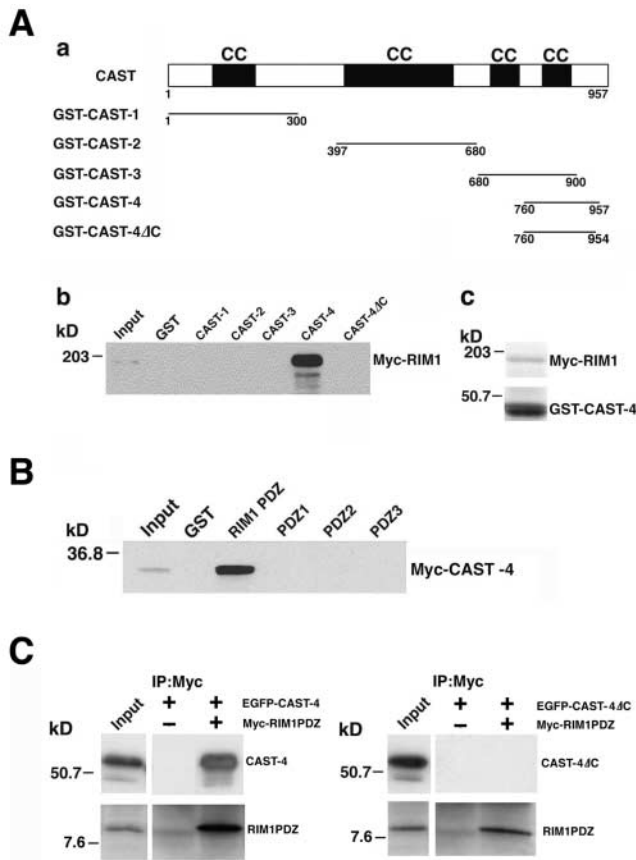 A
a
CC CC CC CC
CAST
1 957
GST-CAST-1
1 300
GST-CAST-2
397 680
GST-CAST-3
680 900
GST-CAST-4
760 957
GST-CAST-4ΔC
760 954
b
kD
Input GST CAST-1 CAST-2 CAST-3 CAST-4 CAST-4ΔC
203
Myc-RIM1
c
kD
203
Myc-RIM1
50.7
GST-CAST-4
B
kD
Input GST RIM1 PDZ PDZ1 PDZ2 PDZ3
36.8
Myc-CAST -4
C
IP:Myc
Input
+ + EGFP-CAST-4
− + Myc-RIM1PDZ
kD
50.7
CAST-4
7.6
RIM1PDZ
IP:Myc
Input
+ + EGFP-CAST-4ΔC
− + Myc-RIM1PDZ
kD
50.7
CAST-4ΔC
7.6
RIM1PDZ